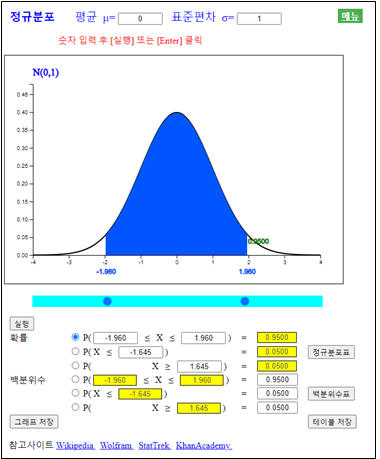 정규분포 평균 μ= 0 표준편차 σ= 1 메뉴
숫자 입력 후 [실행] 또는 [Enter] 클릭
N(0,1)
0.45
0.40
0.35
0.30
0.25
0.20
0.15
0.10
0.05
0.00
0.9500
-4 -3 -2 -1 0 1 2 3 4
-1.960 1.960
실행
확률 P( -1.960 ≤ X ≤ 1.960 ) = 0.9500
P( X ≤ -1.645 ) = 0.0500 정규분포표
P( X ≥ 1.645 ) = 0.0500
백분위수 P( -1.960 ≤ X ≤ 1.960 ) = 0.9500
P( X ≤ -1.645 ) = 0.0500 백분위수표
P( X ≥ 1.645 ) = 0.0500
그래프 저장 테이블 저장
참고사이트 Wikipedia Wolfram StatTrek KhanAcademy